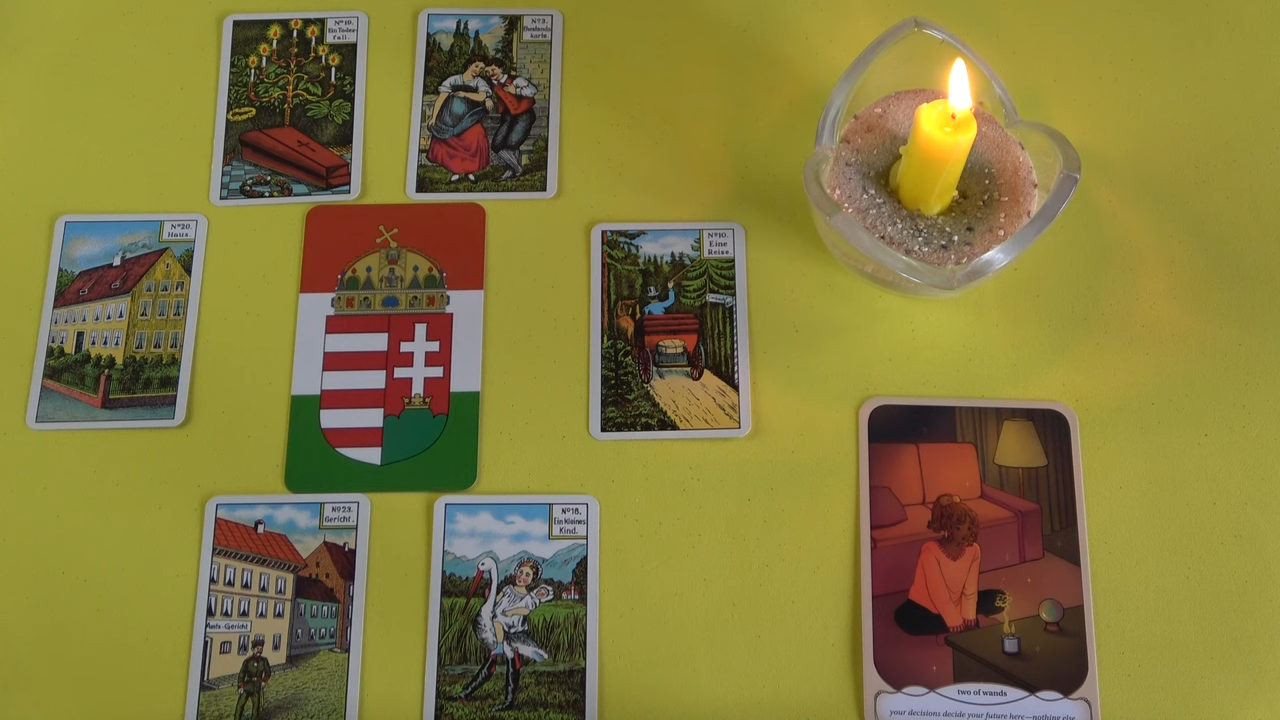 Nº19.
Ein Todes-
fall.
Nº3.
Ehestands
karte.
Nº20.
Haus.
Nº10.
Eine
Reise.
Nº23.
Gericht.
Amts-Gericht
Nº18.
Ein Kleines
Kind.
two of wands
your decisions decide your future here—nothing else